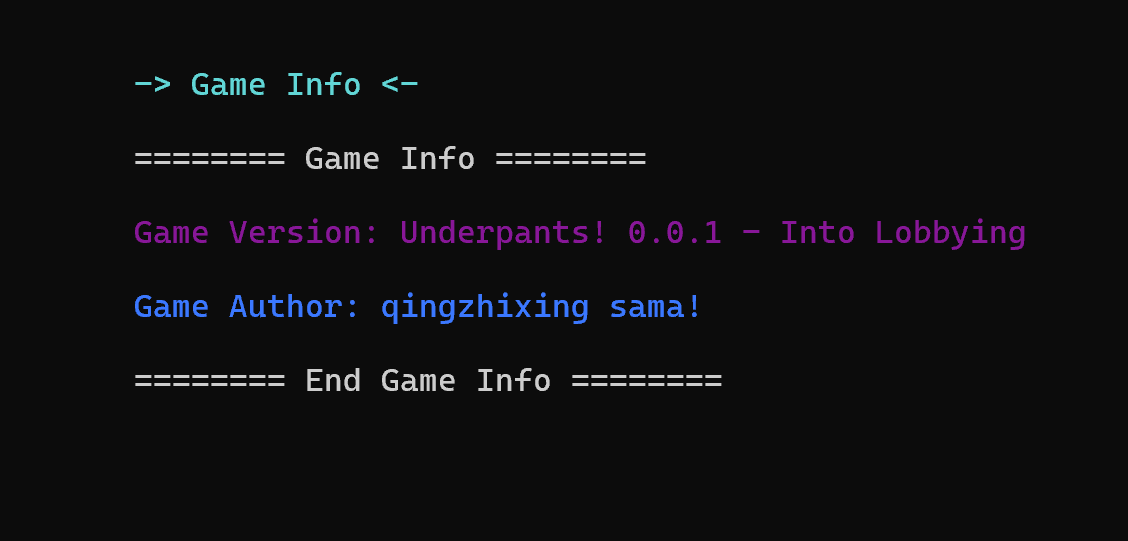 -> Game Info <-
======== Game Info ========
Game Version: Underpants! 0.0.1 - Into Lobbying
Game Author: qingzhixing sama!
======== End Game Info ========